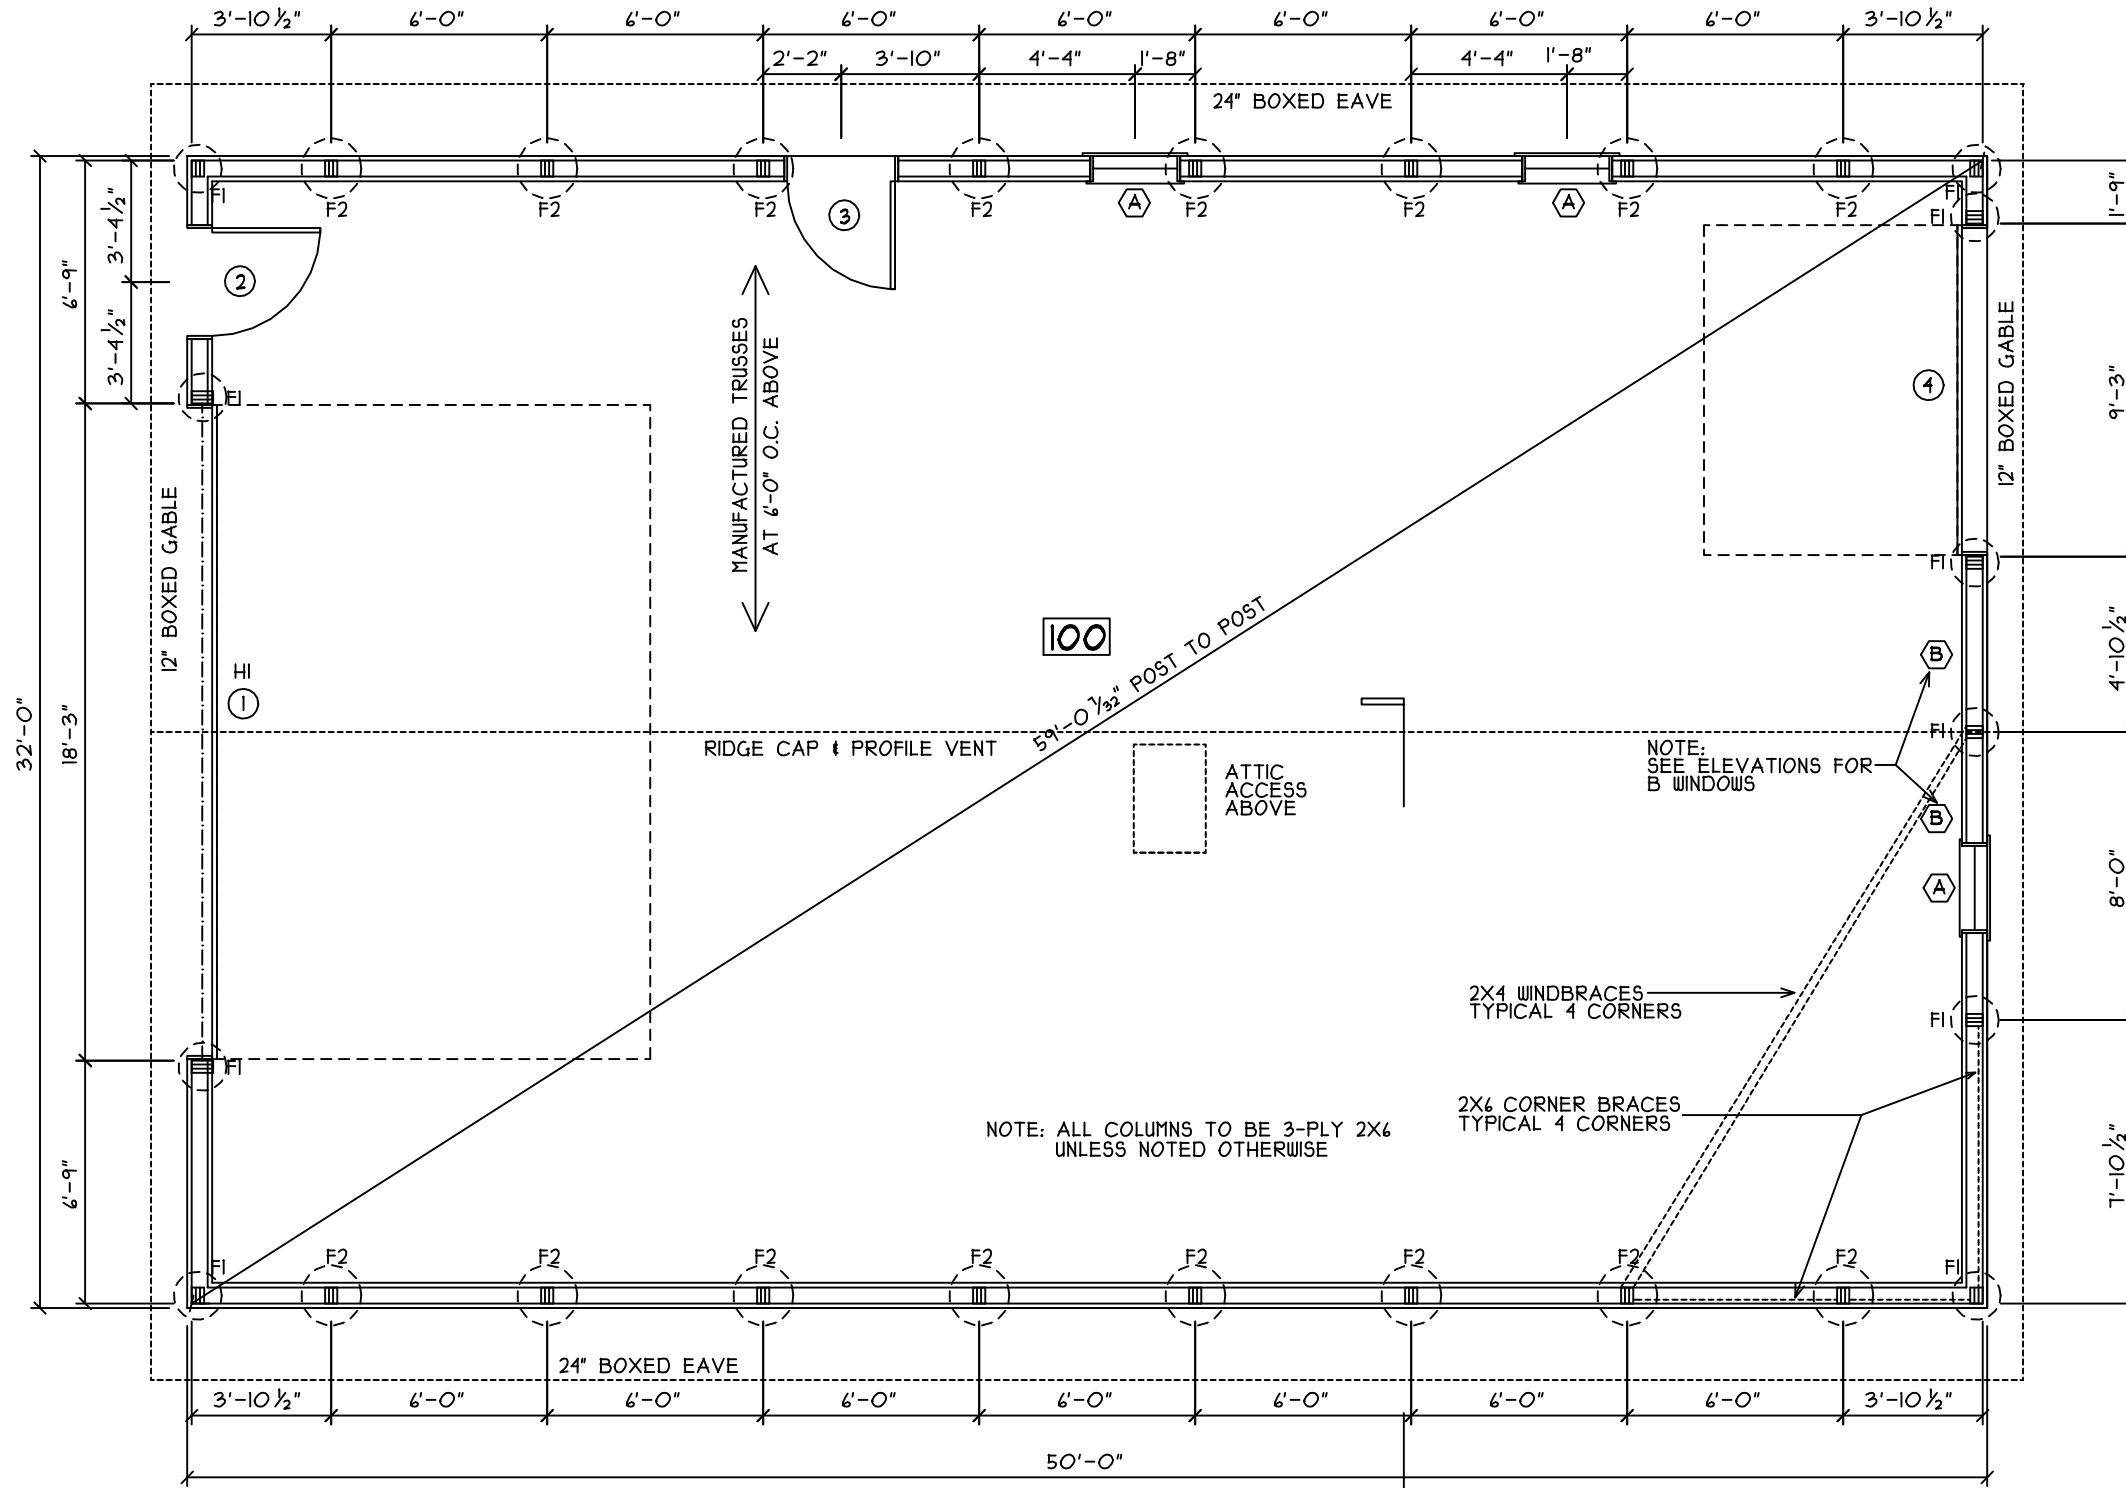 3'-10 ½" 6'-0" 6'-0" 6'-0" 6'-0" 6'-0" 6'-0" 6'-0" 3'-10 ½"
2'-2" 3'-10" 4'-4" 1'-8" 4'-4" 1'-8"
24" BOXED EAVE
F1 F2 F2 F2 F2 F2 F2 F2 F2 F1
3 A A
F1
1'-9"
3'-4½"
2
6'-9"
3'-4½"
F1
MANUFACTURED TRUSSES
AT 6'-0" O.C. ABOVE
4
12" BOXED GABLE
9'-3"
12" BOXED GABLE
F1
100
59'-0 7/32" POST TO POST
B
4'-10 ½"
H1
1
32'-0"
18'-3"
RIDGE CAP & PROFILE VENT
F1
ATTIC
ACCESS
ABOVE
NOTE:
SEE ELEVATIONS FOR
B WINDOWS
B
A
8'-0"
2X4 WINDBRACES
TYPICAL 4 CORNERS
F1
F1
2X6 CORNER BRACES
TYPICAL 4 CORNERS
NOTE: ALL COLUMNS TO BE 3-PLY 2X6
UNLESS NOTED OTHERWISE
6'-9"
7'-10 ½"
F1 F2 F2 F2 F2 F2 F2 F2 F2 F1
24" BOXED EAVE
3'-10 ½" 6'-0" 6'-0" 6'-0" 6'-0" 6'-0" 6'-0" 6'-0" 3'-10 ½"
50'-0"